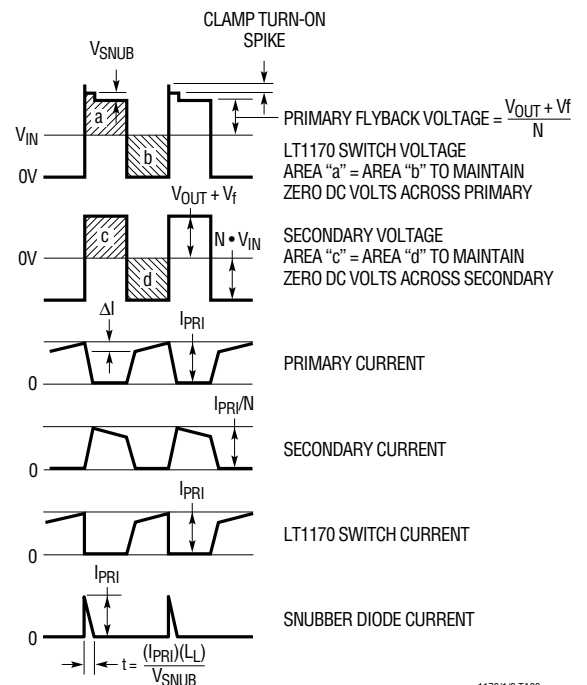 CLAMP TURN-ON
SPIKE
VSNUB
a
VIN
b
0V
PRIMARY FLYBACK VOLTAGE = VOUT + Vf
N
LT1170 SWITCH VOLTAGE
AREA “a” = AREA “b” TO MAINTAIN
ZERO DC VOLTS ACROSS PRIMARY
VOUT + Vf
c
N • VIN
0V
d
SECONDARY VOLTAGE
AREA “c” = AREA “d” TO MAINTAIN
ZERO DC VOLTS ACROSS SECONDARY
∆I
IPRI
0
PRIMARY CURRENT
IPRI/N
0
SECONDARY CURRENT
IPRI
0
LT1170 SWITCH CURRENT
IPRI
0
SNUBBER DIODE CURRENT
t = (IPRI)(LL)
VSNUB